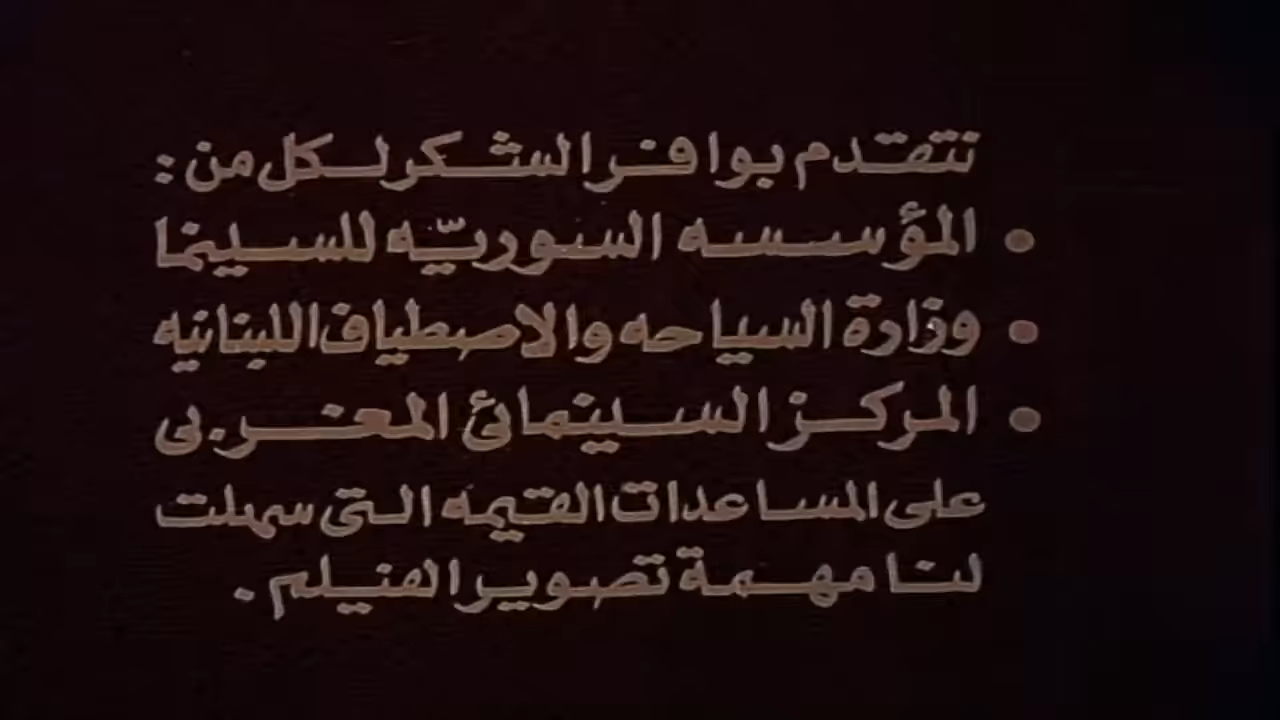 نتقدم بوافر الشكر لكل من :
• المؤسسه السوريّه للسينما
• وزارة السياحه والاصطياف اللبنانيه
• المركز السينمائى المغربى
على المساعدات القيمه التى سهلت
لنا مهمة تصوير الفيلم .